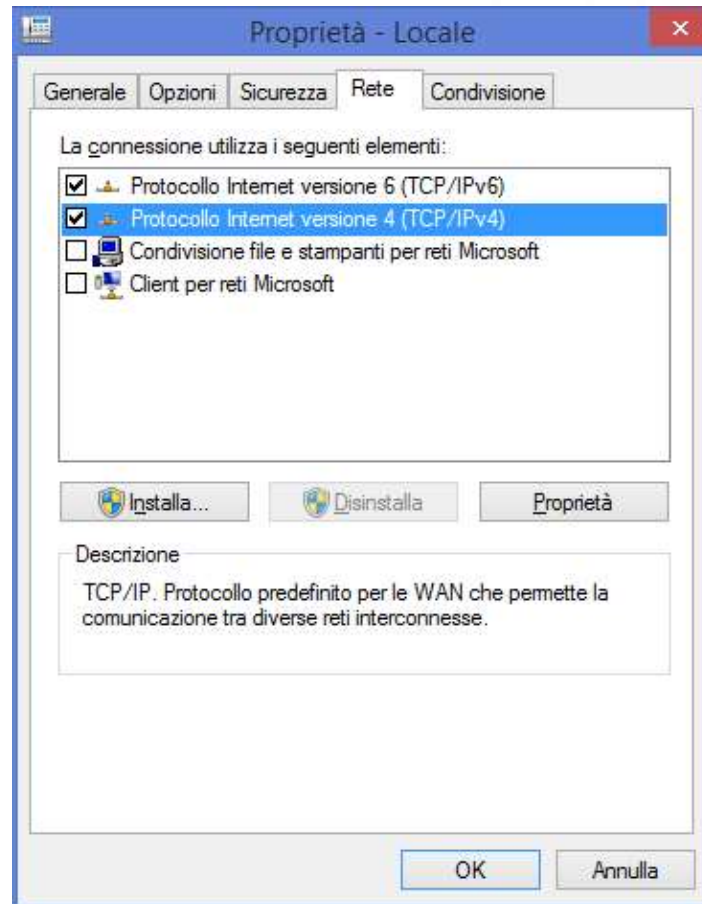 Proprietà - Locale
Generale Opzioni Sicurezza Rete Condivisione
La connessione utilizza i seguenti elementi:
Protocollo Internet versione 6 (TCP/IPv6)
Protocollo Internet versione 4 (TCP/IPv4)
Condivisione file e stampanti per reti Microsoft
Client per reti Microsoft
Installa... Disinstalla Proprietà
Descrizione
TCP/IP. Protocollo predefinito per le WAN che permette la
comunicazione tra diverse reti interconnesse.
OK Annulla